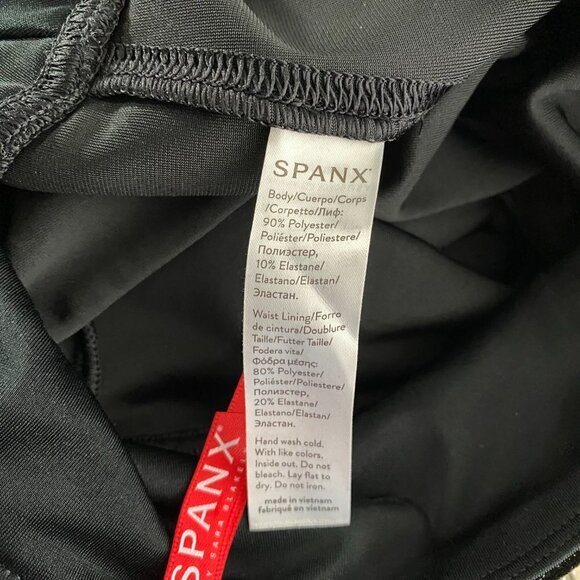 SPANX
Body/Cuerpo/Corps
/Corpetto/Лиф:
90% Polyester/
Poliéster/Poliestere/
Полиэстер,
10% Elastane/
Elastano/Elastan/
Эластан.
Waist Lining/Forro
de cintura/Doublure
Taille/Futter Taille/
Fodera vita/
Φόδρα μέσης:
80% Polyester/
Poliéster/Poliestere/
Полиэстер,
20% Elastane/
Elastano/Elastan/
Эластан.
Hand wash cold.
With like colors.
Inside out. Do not
bleach. Lay flat to
dry. Do not iron.
made in vietnam
fabriqué en vietnam
SPANX®
BY SARA BLAKELY